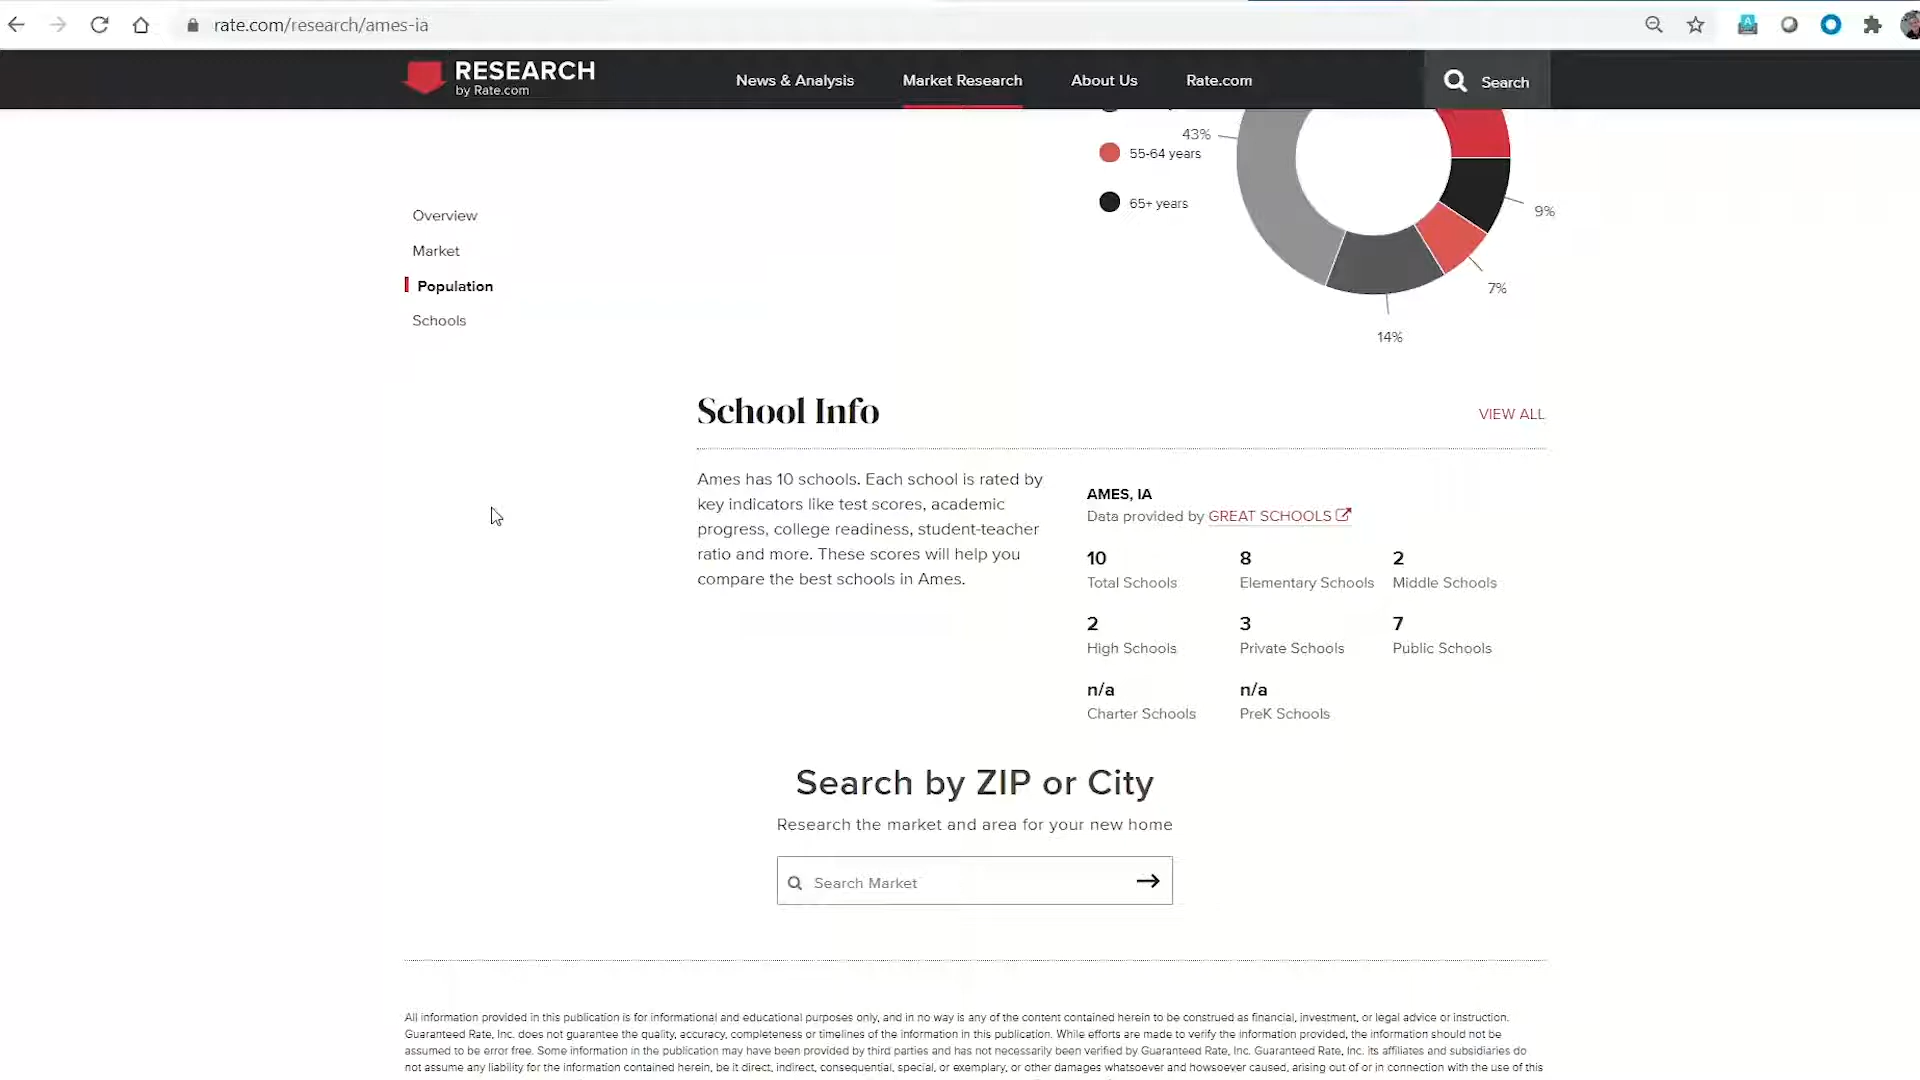 rate.com/research/ames-ia
RESEARCH
by Rate.com
News & Analysis
Market Research
About Us
Rate.com
Search
43%
55-64 years
65+ years
9%
7%
14%
Overview
Market
Population
Schools
School Info
VIEW ALL
Ames has 10 schools. Each school is rated by
key indicators like test scores, academic
progress, college readiness, student-teacher
ratio and more. These scores will help you
compare the best schools in Ames.
AMES, IA
Data provided by GREAT SCHOOLS
10
Total Schools
8
Elementary Schools
2
Middle Schools
2
High Schools
3
Private Schools
7
Public Schools
n/a
Charter Schools
n/a
PreK Schools
Search by ZIP or City
Research the market and area for your new home
Search Market
All information provided in this publication is for informational and educational purposes only, and in no way is any of the content contained herein to be construed as financial, investment, or legal advice or instruction.
Guaranteed Rate, Inc. does not guarantee the quality, accuracy, completeness or timelines of the information in this publication. While efforts are made to verify the information provided, the information should not be
assumed to be error free. Some information in the publication may have been provided by third parties and has not necessarily been verified by Guaranteed Rate, Inc. Guaranteed Rate, Inc. its affiliates and subsidiaries do
not assume any liability for the information contained herein, be it direct, indirect, consequential, special, or exemplary, or other damages whatsoever and howsoever caused, arising out of or in connection with the use of this